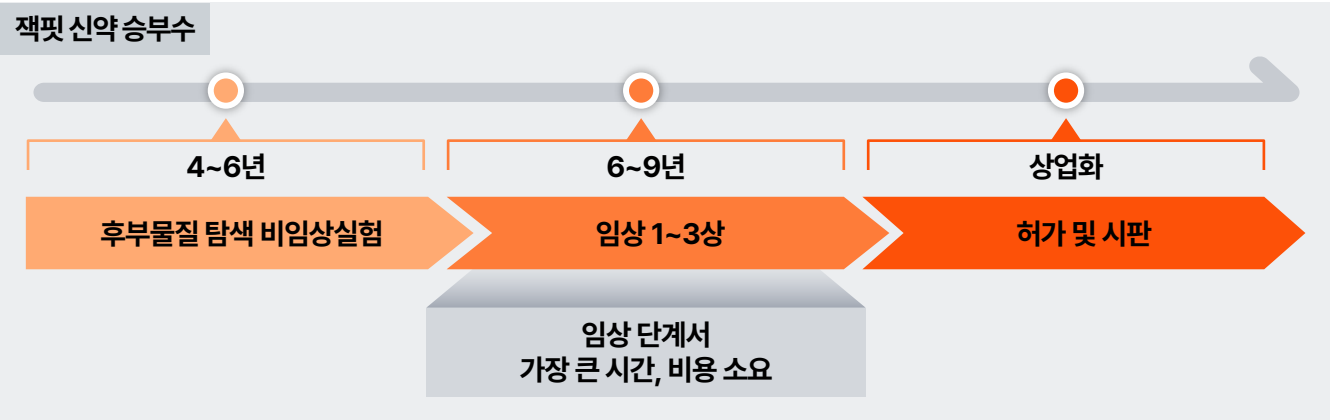 잭핏 신약 승부수
4~6년
6~9년
상업화
후부물질 탐색 비임상실험
임상 1~3상
허가 및 시판
임상 단계서
가장 큰 시간, 비용 소요